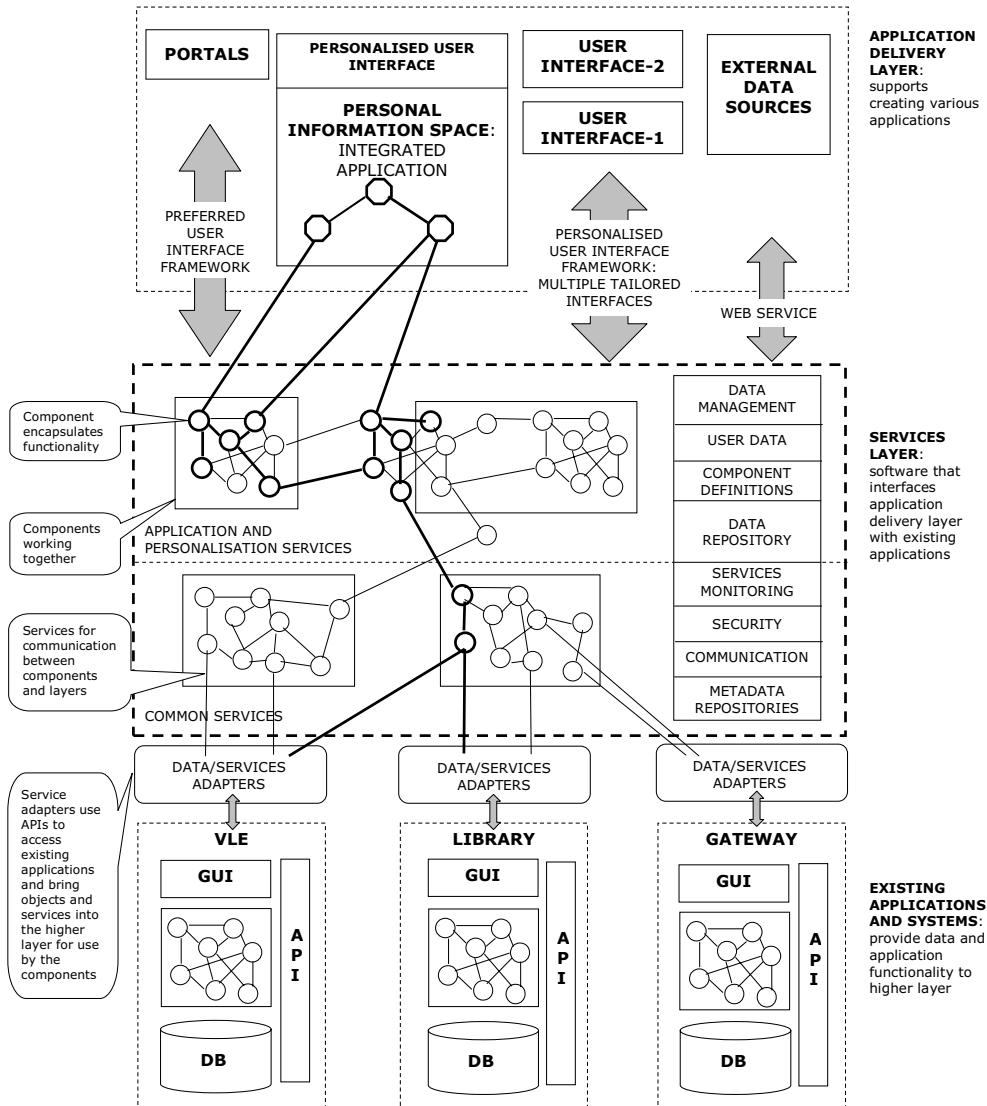 PORTALS
PERSONALISED USER
INTERFACE
PERSONAL
INFORMATION SPACE:
INTEGRATED
APPLICATION
USER
INTERFACE-2
USER
INTERFACE-1
EXTERNAL
DATA
SOURCES
APPLICATION
DELIVERY
LAYER:
supports
creating various
applications
PREFERRED
USER
INTERFACE
FRAMEWORK
PERSONALISED
USER INTERFACE
FRAMEWORK:
MULTIPLE TAILORED
INTERFACES
WEB SERVICE
Component
encapsulates
functionality
Components
working
together
APPLICATION AND
PERSONALISATION SERVICES
DATA
MANAGEMENT
USER DATA
COMPONENT
DEFINITIONS
DATA
REPOSITORY
SERVICES
MONITORING
SECURITY
COMMUNICATION
METADATA
REPOSITORIES
SERVICES
LAYER:
software that
interfaces
application
delivery layer
with existing
applications
Services for
communication
between
components
and layers
COMMON SERVICES
DATA/SERVICES
ADAPTERS
DATA/SERVICES
ADAPTERS
DATA/SERVICES
ADAPTERS
Service
adapters use
APIs to
access
existing
applications
and bring
objects and
services into
the higher
layer for use
by the
components
VLE
GUI
A
P
I
DB
LIBRARY
GUI
A
P
I
DB
GATEWAY
GUI
A
P
I
DB
EXISTING
APPLICATIONS
AND SYSTEMS:
provide data and
application
functionality to
higher layer